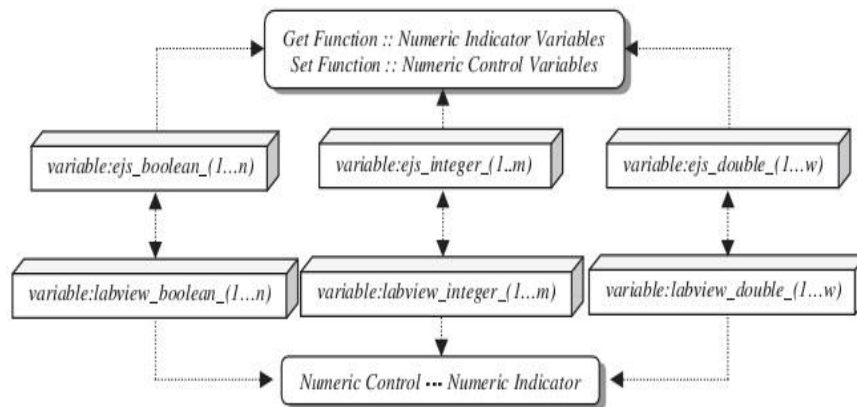 Get Function :: Numeric Indicator Variables
Set Function :: Numeric Control Variables
variable:ejs_boolean_(1...n)
variable:ejs_integer_(1..m)
variable:ejs_double_(1...w)
variable:labview_boolean_(1...n)
variable:labview_integer_(1...m)
variable:labview_double_(1...w)
Numeric Control ··· Numeric Indicator